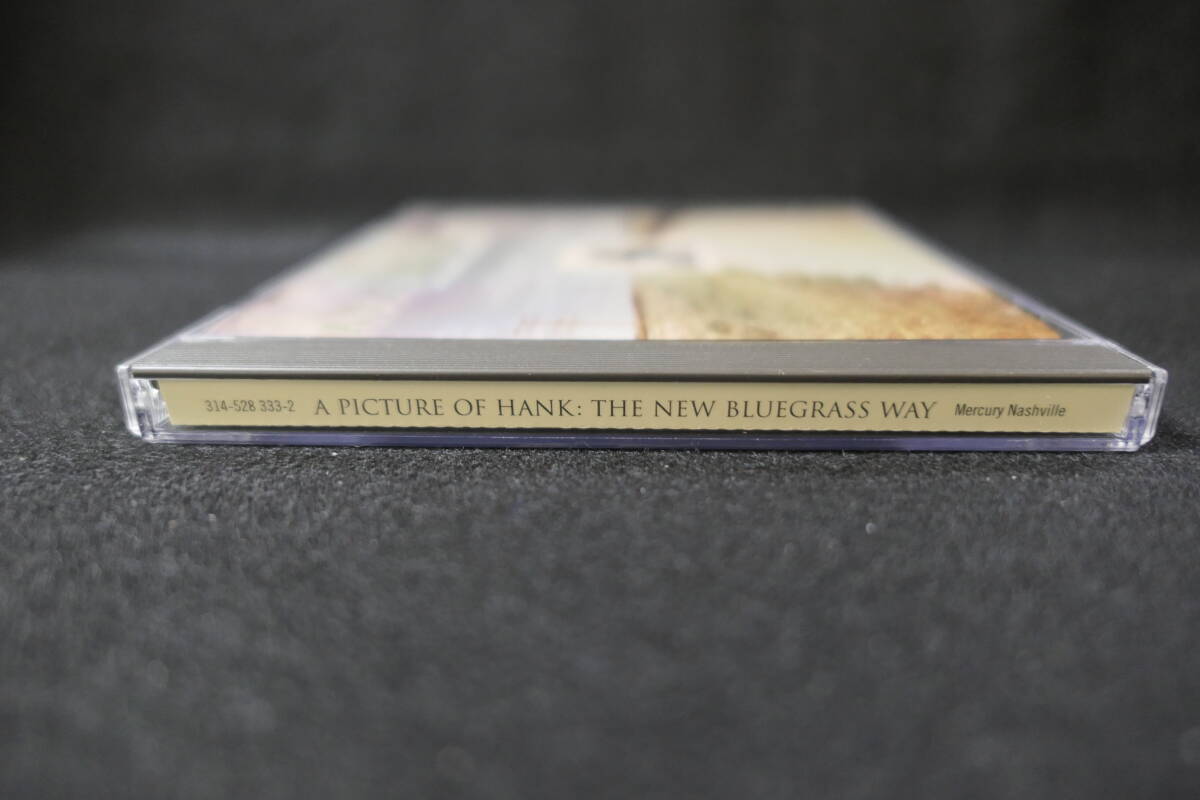 314-528 333-2 A PICTURE OF HANK: THE NEW BLUEGRASS WAY Mercury Nashville